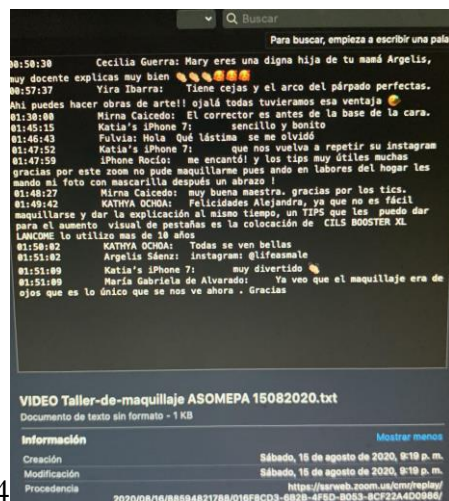 Buscar
Para buscar, empieza a escribir una pala
00:50:30 Cecilia Guerra: Mary eres una digna hija de tu mamá Argelis,
muy docente explicas muy bien 👏👏👏🥰🥰🥰
00:57:37 Yira Ibarra: Tiene cejas y el arco del párpado perfectas.
Ahi puedes hacer obras de arte!! ojalá todas tuvieramos esa ventaja
01:30:00 Mirna Caicedo: El corrector es antes de la base de la cara.
01:45:15 Katia's iPhone 7: sencillo y bonito
01:46:43 Fulvia: Hola Qué lástima se me olvidó
01:47:52 Katia's iPhone 7: que nos vuelva a repetir su instagram
01:47:59 iPhone Rocío: me encantó! y los tips muy útiles muchas
gracias por este zoom no pude maquillarme pues ando en labores del hogar les
mando mi foto con mascarilla después un abrazo !
01:48:27 Mirna Caicedo: muy buena maestra. gracias por los tics.
01:49:42 KATHYA OCHOA: Felicidades Alejandra, ya que no es fácil
maquillarse y dar la explicación al mismo tiempo, un TIPS que les puedo dar
para el aumento visual de pestañas es la colocación de CILS BOOSTER XL
LANCOME lo utilizo mas de 10 años
01:50:02 KATHYA OCHOA: Todas se ven bellas
01:51:02 Argelis Sáenz: instagram: @lifeasmale
01:51:09 Katia's iPhone 7: muy divertido 👏
01:51:09 María Gabriela de Alvarado: Ya veo que el maquillaje era de
ojos que es lo único que se nos ve ahora . Gracias
VIDEO Taller-de-maquillaje ASOMEPA 15082020.txt
Documento de texto sin formato - 1 KB
Información Mostrar menos
Creación Sábado, 15 de agosto de 2020, 9:19 p. m.
Modificación Sábado, 15 de agosto de 2020, 9:19 p. m.
Procedencia https://ssrweb.zoom.us/cmr/replay/
2020/08/16/88594821788/016F8CD3-682B-4F5D-B053-8CF22A4D0986/
4